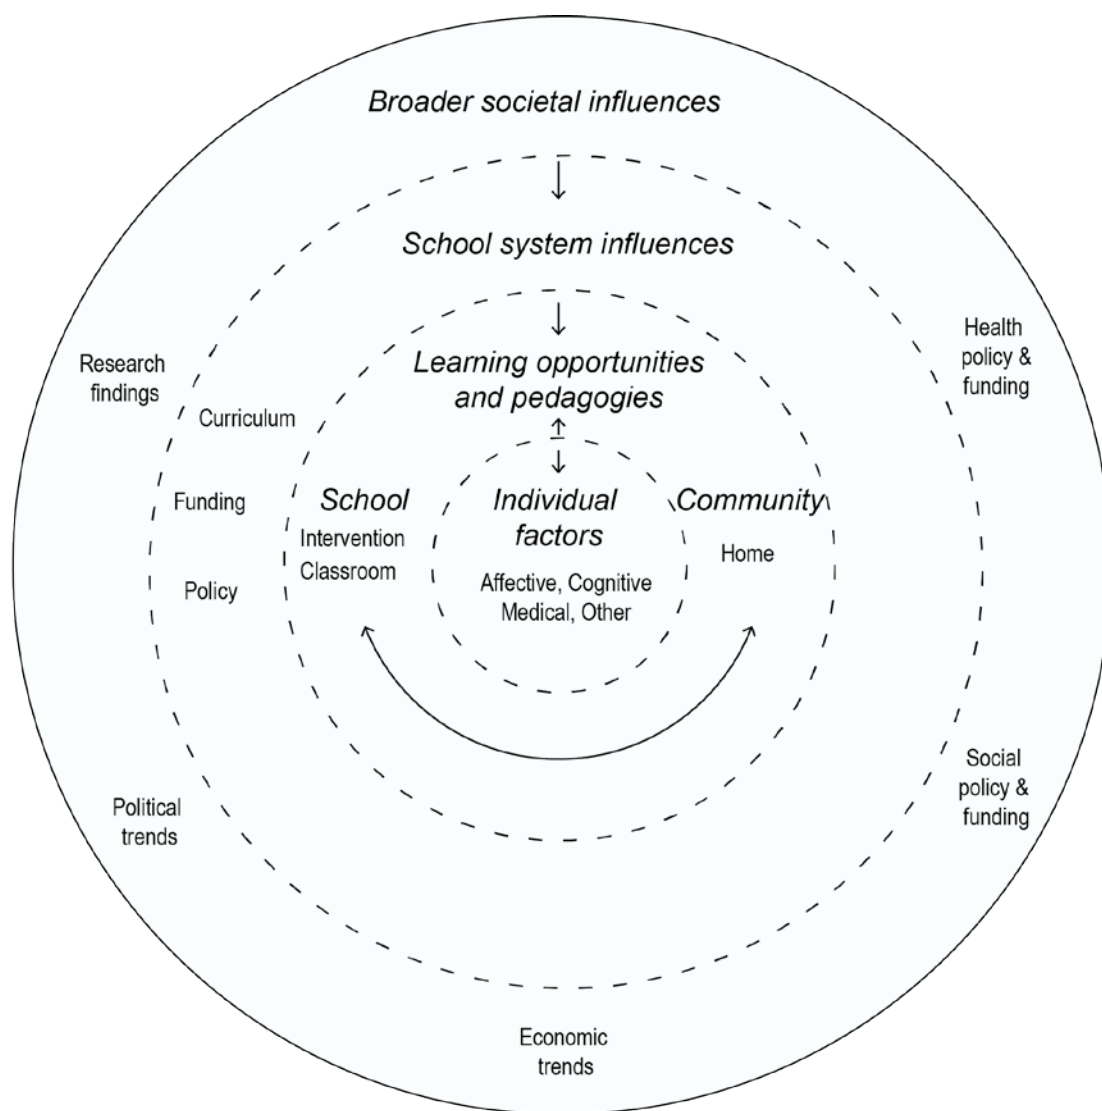 Broader societal influences
School system influences
Learning opportunities
and pedagogies
Research
findings
Curriculum
Funding
Policy
School
Intervention
Classroom
Individual
factors
Affective, Cognitive
Medical, Other
Community
Home
Health
policy &
funding
Political
trends
Social
policy &
funding
Economic
trends